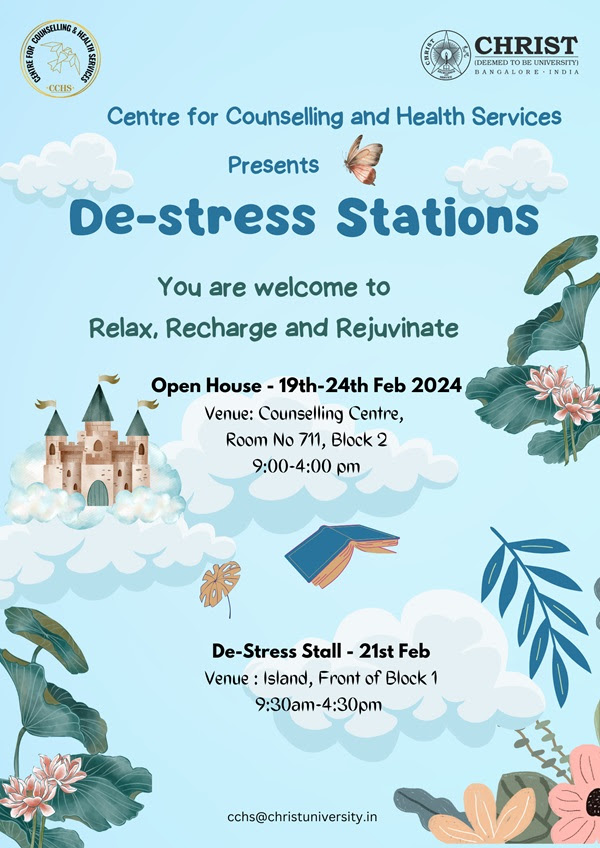 CENTRE FOR COUNSELLING & HEALTH SERVICES
·CCHS·
CHRIST
(DEEMED TO BE UNIVERSITY)
BANGALORE · INDIA
Centre for Counselling and Health Services
Presents
De-stress Stations
You are welcome to
Relax, Recharge and Rejuvinate
Open House - 19th-24th Feb 2024
Venue: Counselling Centre,
Room No 711, Block 2
9:00-4:00 pm
De-Stress Stall - 21st Feb
Venue : Island, Front of Block 1
9:30am-4:30pm
cchs@christuniversity.in